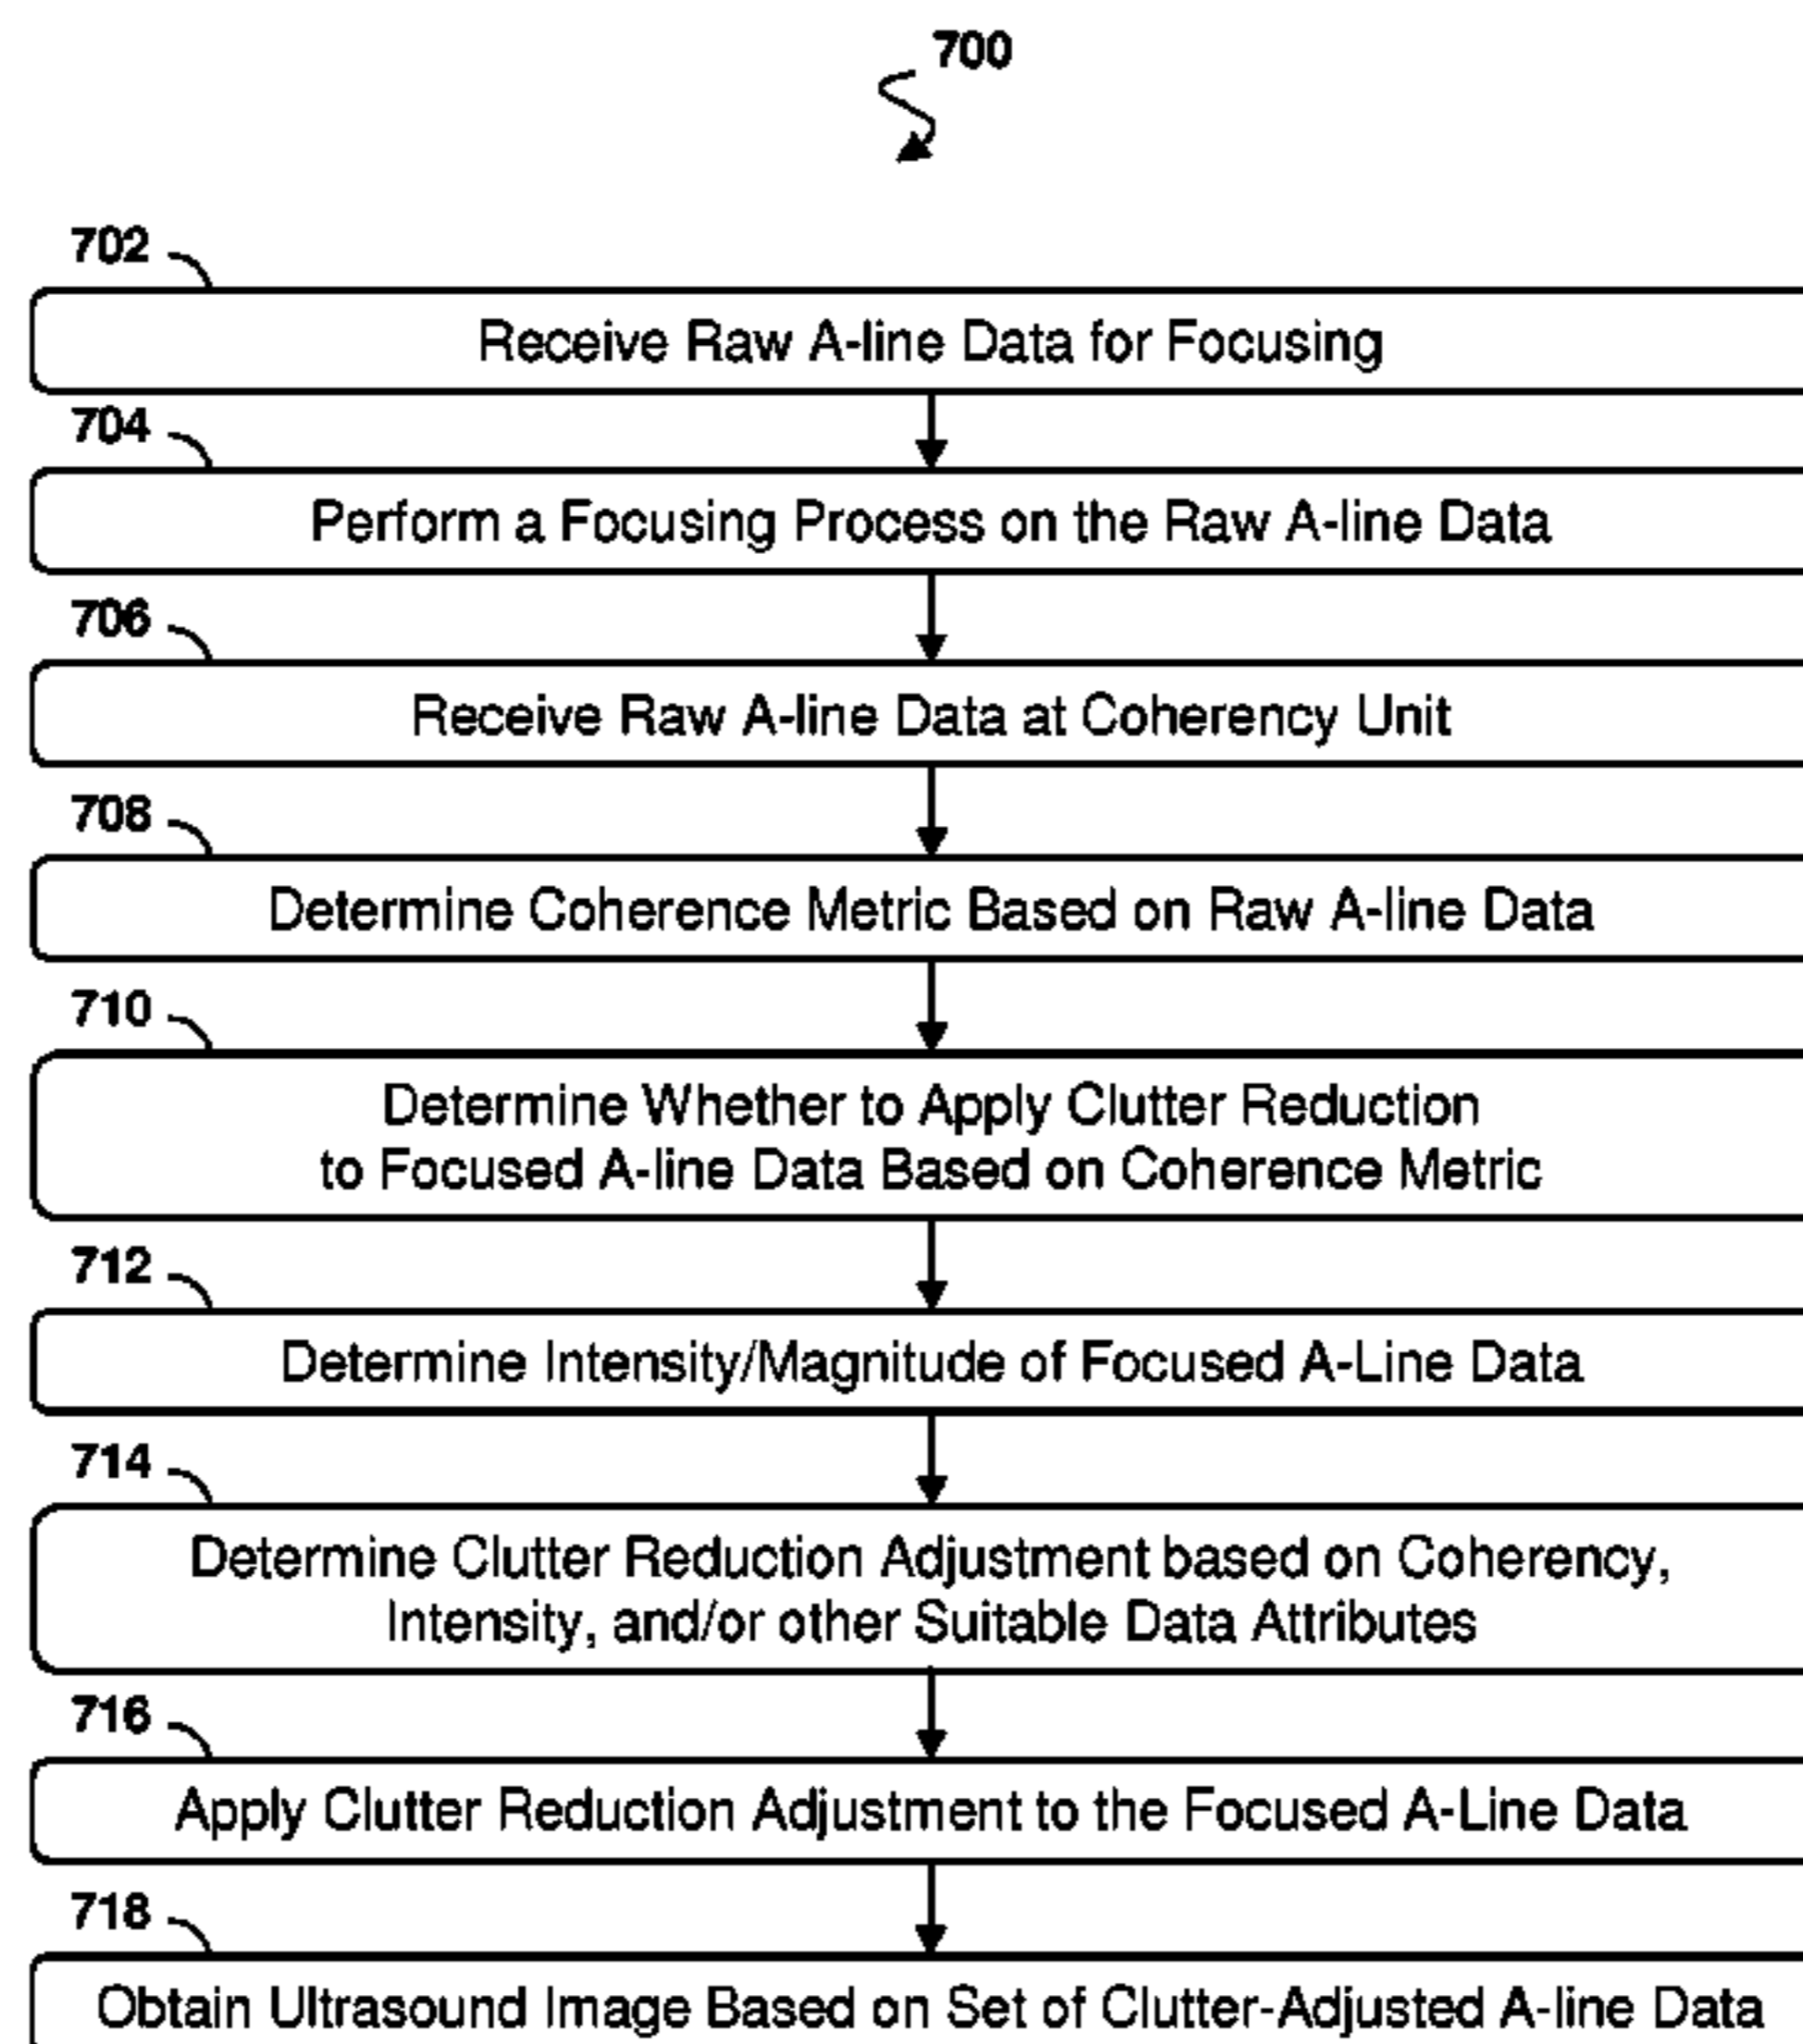 700
702
Receive Raw A-line Data for Focusing
704
Perform a Focusing Process on the Raw A-line Data
706
Receive Raw A-line Data at Coherency Unit
708
Determine Coherence Metric Based on Raw A-line Data
710
Determine Whether to Apply Clutter Reduction
to Focused A-line Data Based on Coherence Metric
712
Determine Intensity/Magnitude of Focused A-Line Data
714
Determine Clutter Reduction Adjustment based on Coherency,
Intensity, and/or other Suitable Data Attributes
716
Apply Clutter Reduction Adjustment to the Focused A-Line Data
718
Obtain Ultrasound Image Based on Set of Clutter-Adjusted A-line Data